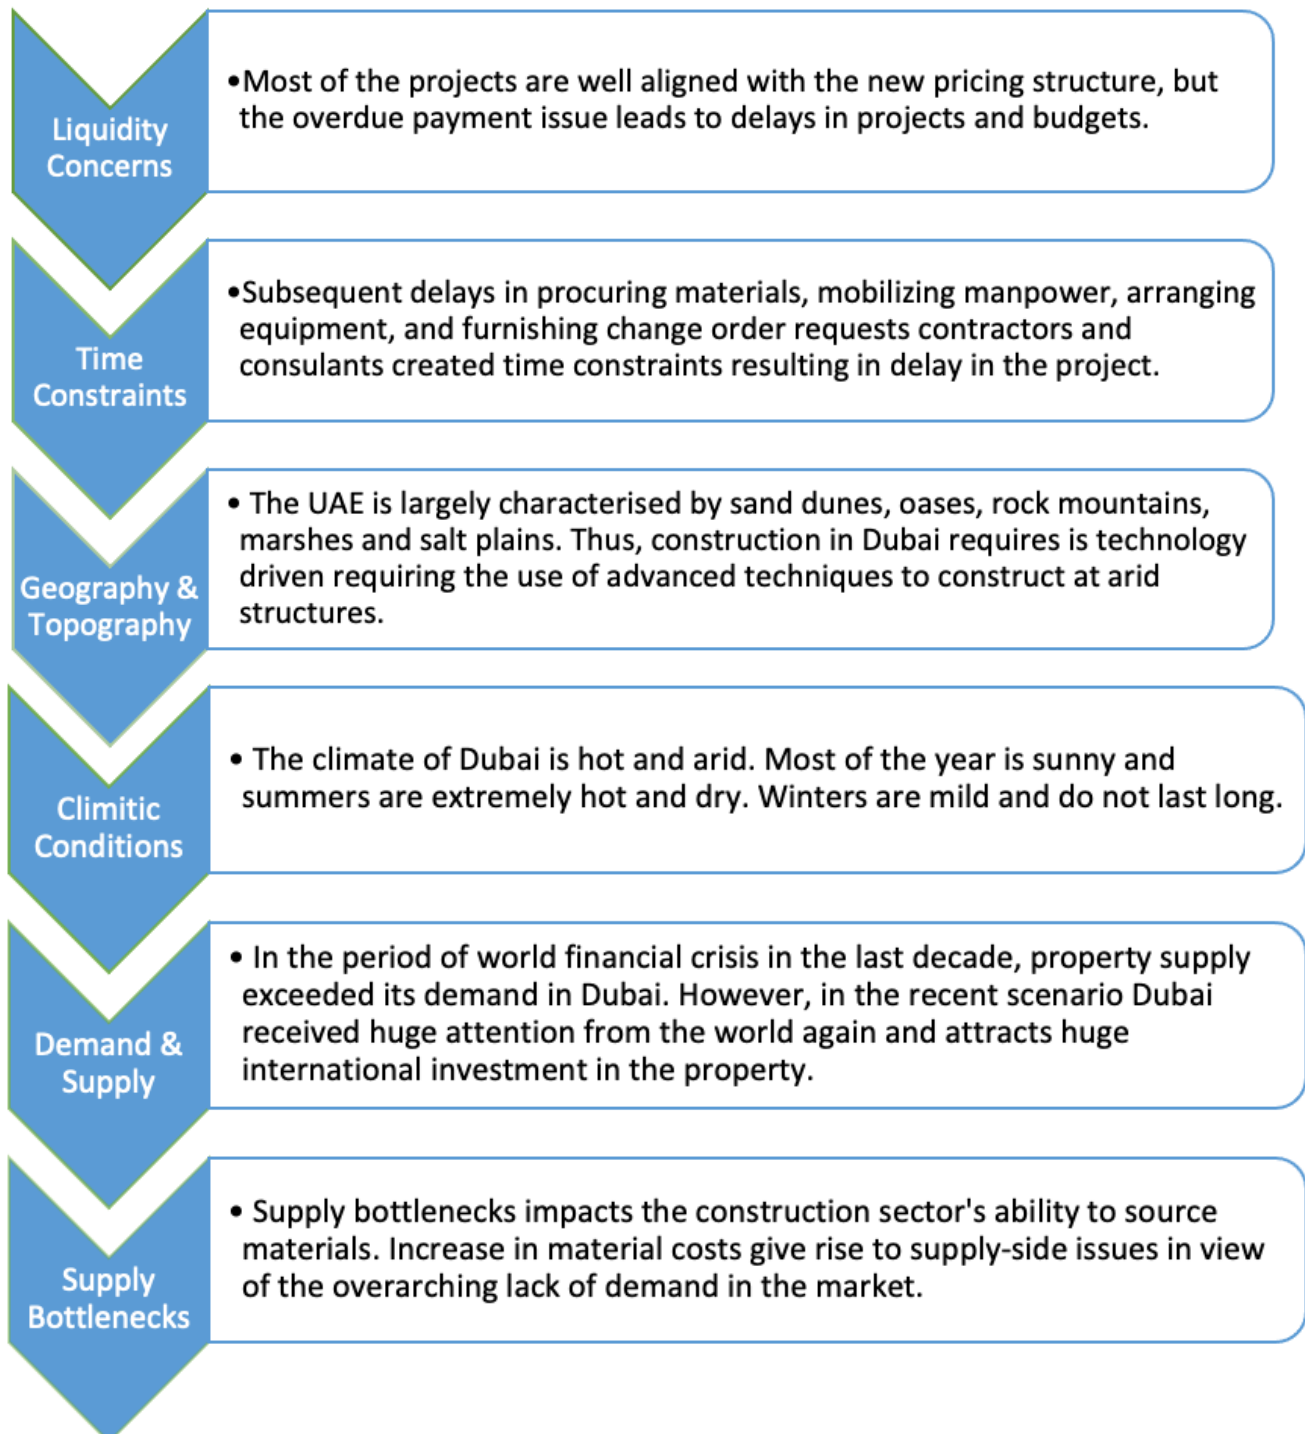 Liquidity
Concerns
•Most of the projects are well aligned with the new pricing structure, but
the overdue payment issue leads to delays in projects and budgets.
Time
Constraints
•Subsequent delays in procuring materials, mobilizing manpower, arranging
equipment, and furnishing change order requests contractors and
consulants created time constraints resulting in delay in the project.
Geography &
Topography
• The UAE is largely characterised by sand dunes, oases, rock mountains,
marshes and salt plains. Thus, construction in Dubai requires is technology
driven requiring the use of advanced techniques to construct at arid
structures.
Climitic
Conditions
• The climate of Dubai is hot and arid. Most of the year is sunny and
summers are extremely hot and dry. Winters are mild and do not last long.
Demand &
Supply
• In the period of world financial crisis in the last decade, property supply
exceeded its demand in Dubai. However, in the recent scenario Dubai
received huge attention from the world again and attracts huge
international investment in the property.
Supply
Bottlenecks
• Supply bottlenecks impacts the construction sector's ability to source
materials. Increase in material costs give rise to supply-side issues in view
of the overarching lack of demand in the market.